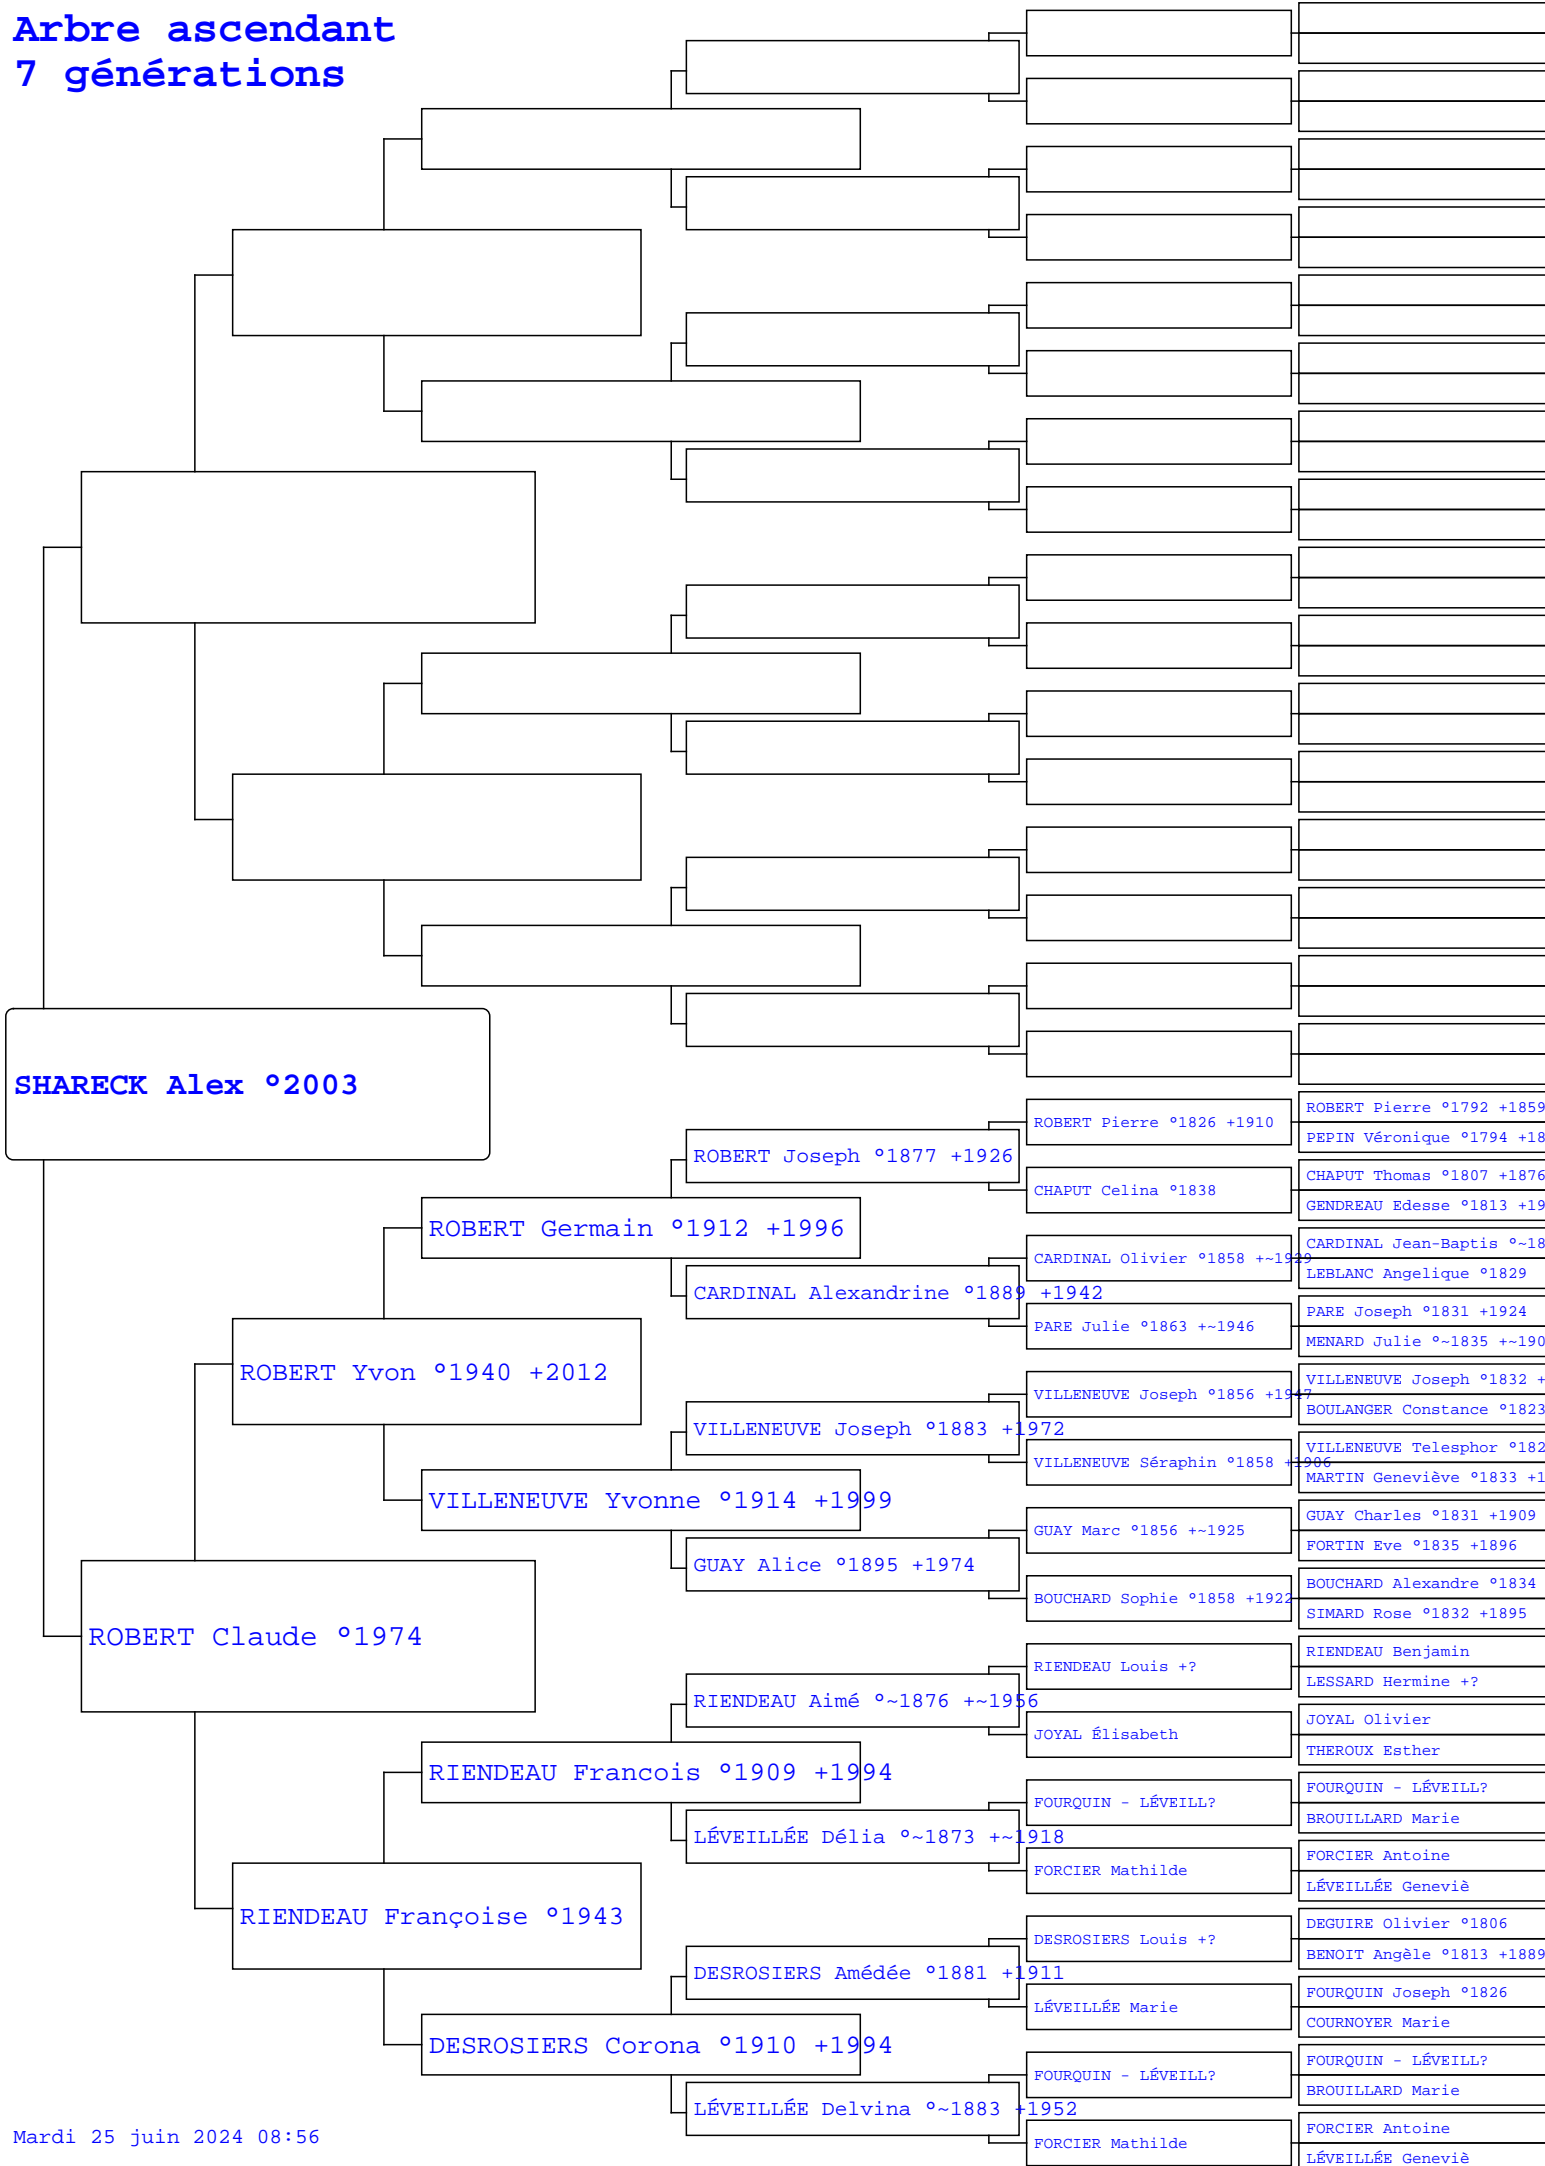 Arbre ascendant
7 générations
SHARECK Alex °2003
ROBERT Claude °1974
ROBERT Yvon °1940 +2012
RIENDEAU Françoise °1943
ROBERT Germain °1912 +1996
VILLENEUVE Yvonne °1914 +1999
RIENDEAU Francois °1909 +1994
DESROSIERS Corona °1910 +1994
ROBERT Joseph °1877 +1926
CARDINAL Alexandrine °1889 +1942
VILLENEUVE Joseph °1883 +1972
GUAY Alice °1895 +1974
RIENDEAU Aimé °~1876 +~1956
LÉVEILLÉE Délia °~1873 +~1918
DESROSIERS Amédée °1881 +1911
LÉVEILLÉE Delvina °~1883 +1952
ROBERT Pierre °1826 +1910
CHAPUT Celina °1838
CARDINAL Olivier °1858 +~1929
PARE Julie °1863 +~1946
VILLENEUVE Joseph °1856 +1947
VILLENEUVE Séraphin °1858 +1906
GUAY Marc °1856 +~1925
BOUCHARD Sophie °1858 +1922
RIENDEAU Louis +?
JOYAL Élisabeth
FOURQUIN - LÉVEILL?
FORCIER Mathilde
DESROSIERS Louis +?
LÉVEILLÉE Marie
FOURQUIN - LÉVEILL?
FORCIER Mathilde
ROBERT Pierre °1792 +1859
PEPIN Véronique °1794 +18
CHAPUT Thomas °1807 +1876
GENDREAU Edesse °1813 +19
CARDINAL Jean-Baptis °~18
LEBLANC Angelique °1829
PARE Joseph °1831 +1924
MENARD Julie °~1835 +~190
VILLENEUVE Joseph °1832 +
BOULANGER Constance °1823
VILLENEUVE Telesphor °182
MARTIN Geneviève °1833 +1
GUAY Charles °1831 +1909
FORTIN Eve °1835 +1896
BOUCHARD Alexandre °1834
SIMARD Rose °1832 +1895
RIENDEAU Benjamin
LESSARD Hermine +?
JOYAL Olivier
THEROUX Esther
FOURQUIN - LÉVEILL?
BROUILLARD Marie
FORCIER Antoine
LÉVEILLÉE Geneviè
DEGUIRE Olivier °1806
BENOIT Angèle °1813 +1889
FOURQUIN Joseph °1826
COURNOYER Marie
FOURQUIN - LÉVEILL?
BROUILLARD Marie
FORCIER Antoine
LÉVEILLÉE Geneviè
Mardi 25 juin 2024 08:56